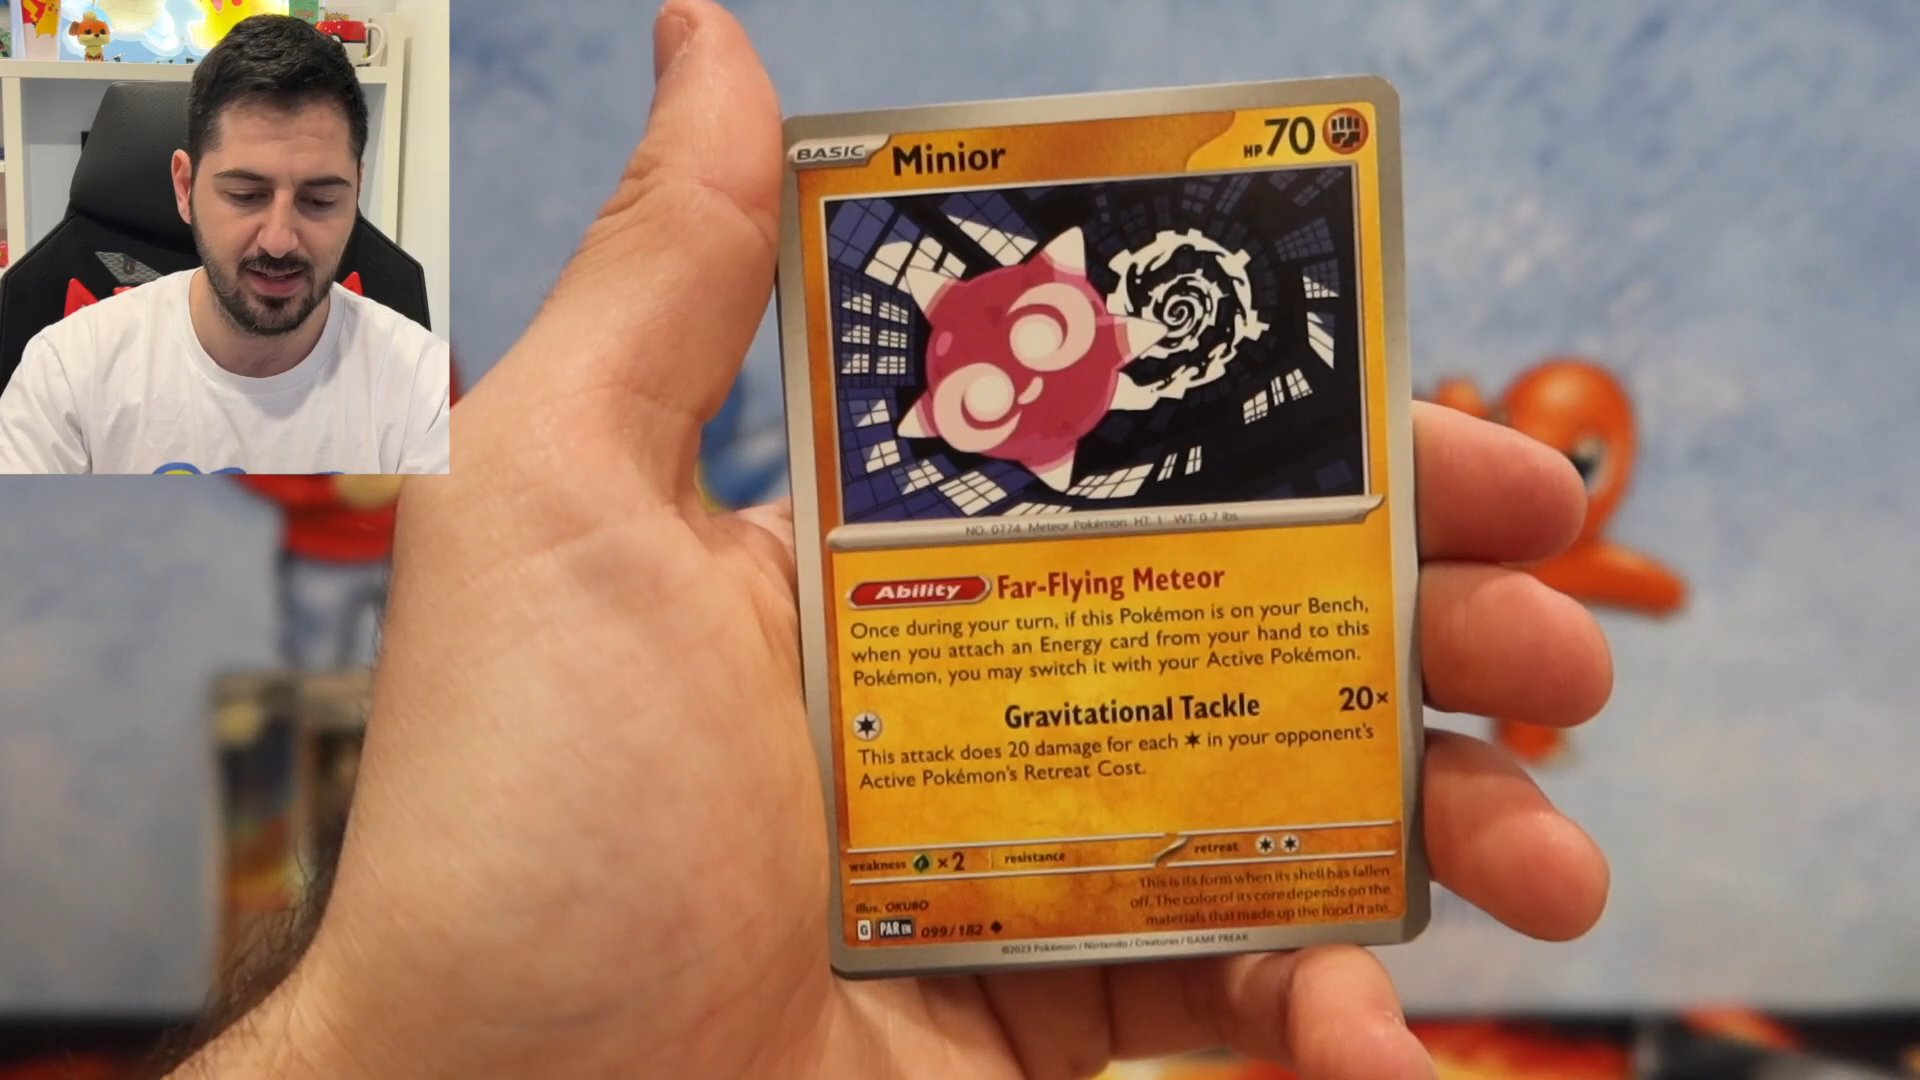 BASIC Minior HP 70
NO. 0774 Meteor Pokémon HT: 1' WT: 0.7 lbs
Ability Far-Flying Meteor
Once during your turn, if this Pokémon is on your Bench,
when you attach an Energy card from your hand to this
Pokémon, you may switch it with your Active Pokémon.
Gravitational Tackle 20×
This attack does 20 damage for each ✶ in your opponent's
Active Pokémon's Retreat Cost.
weakness ×2 resistance retreat
This is its form when its shell has fallen
off. The color of its core depends on the
materials that made up the food it ate.
Illus. OKUBO
G PAR EN 099/182 ◆
©2023 Pokémon / Nintendo / Creatures / GAME FREAK